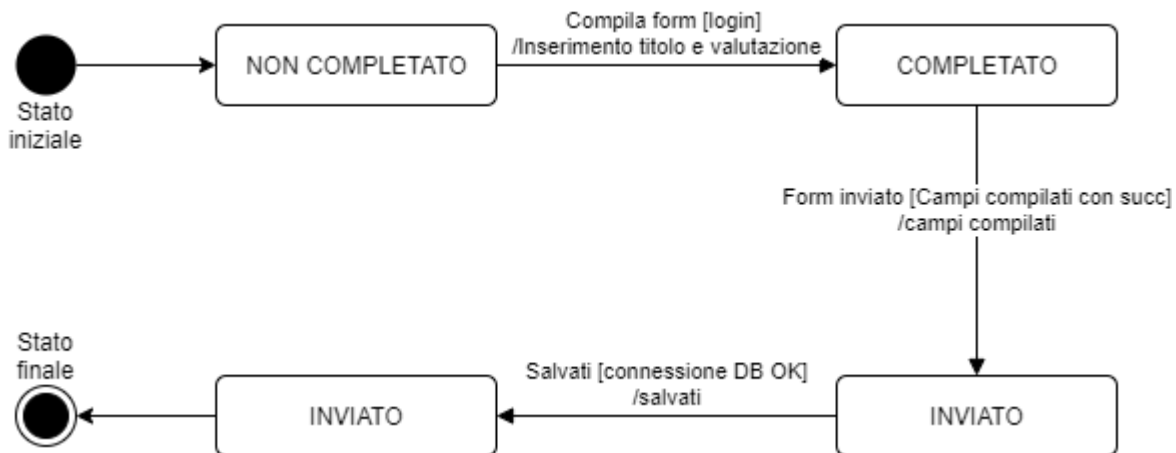 Stato
iniziale
NON COMPLETATO
Compila form [login]
/Inserimento titolo e valutazione
COMPLETATO
Form inviato [Campi compilati con succ]
/campi compilati
INVIATO
Salvati [connessione DB OK]
/salvati
INVIATO
Stato
finale